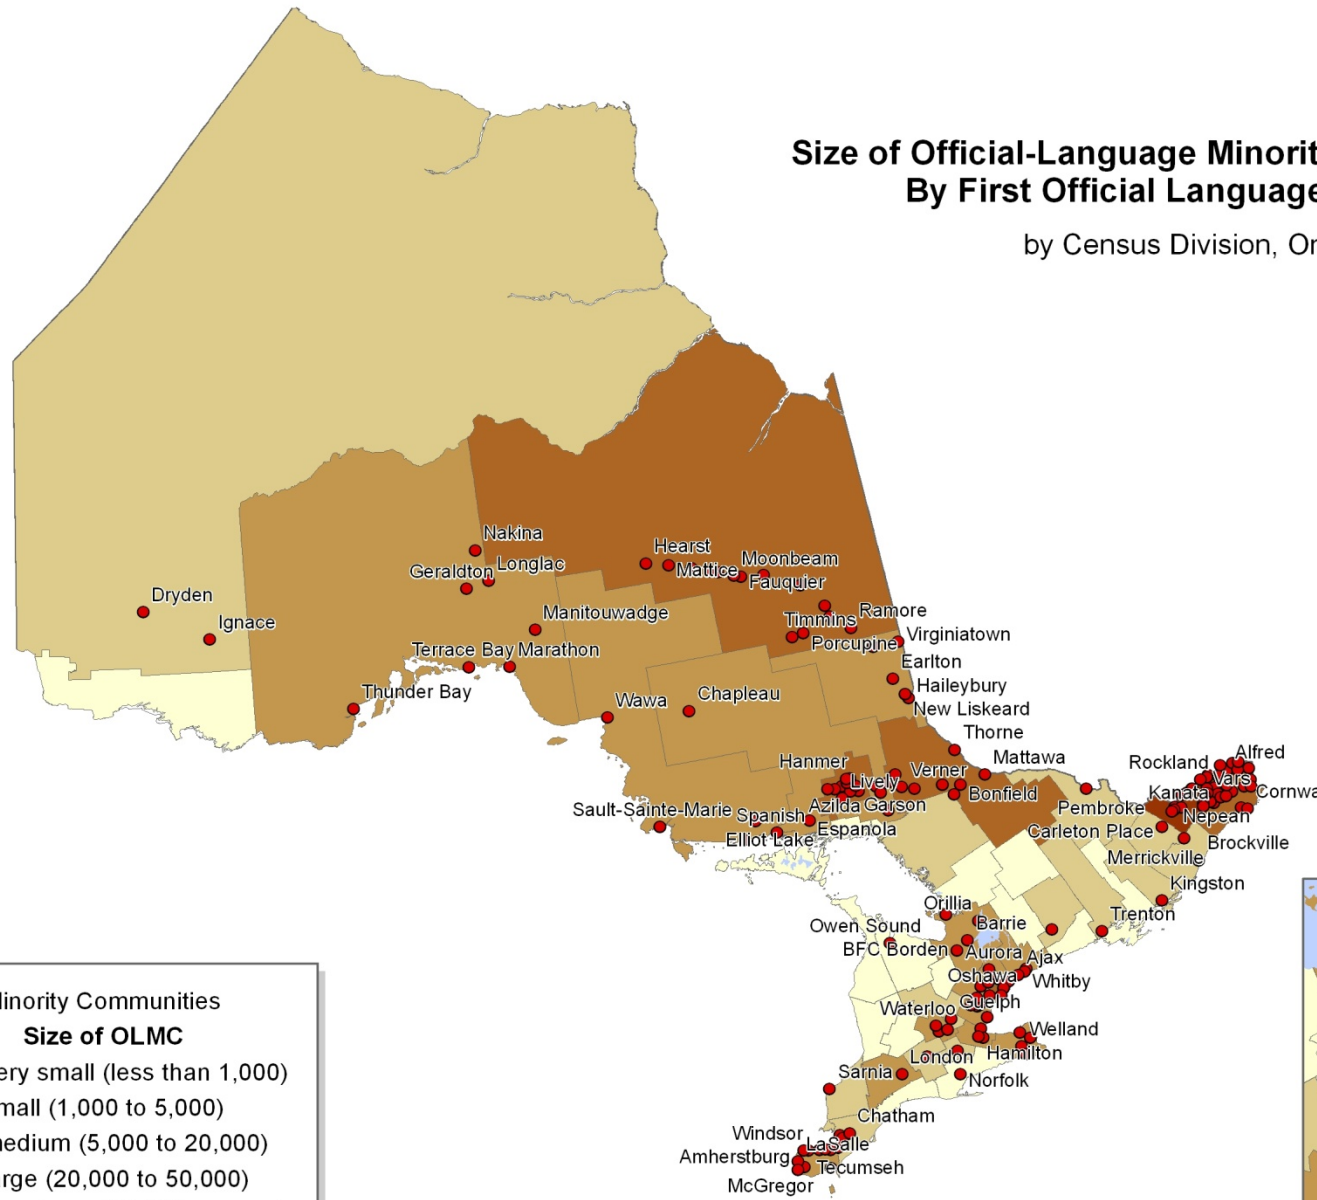 Size of Official-Language Minorit
By First Official Language
by Census Division, On
Nakina
Hearst
Moonbeam
Geraldton
Longlac
Mattice
Fauquier
Dryden
Ignace
Manitouwadge
Timmins
Ramore
Porcupine
Virginiatown
Terrace Bay
Marathon
Earlton
Thunder Bay
Wawa
Chapleau
Haileybury
New Liskeard
Thorne
Hanmer
Mattawa
Rockland
Alfred
Lively
Verner
Vars
Bonfield
Kanata
Cornwa
Sault-Sainte-Marie
Spanish
Azilda
Garson
Pembroke
Nepean
Elliot Lake
Espanola
Carleton Place
Brockville
Merrickville
Kingston
Orillia
Trenton
Owen Sound
Barrie
BFC Borden
Aurora
Ajax
Oshawa
Whitby
Waterloo
Guelph
Welland
London
Hamilton
Sarnia
Norfolk
Chatham
Windsor
LaSalle
Amherstburg
Tecumseh
McGregor
inority Communities
Size of OLMC
ery small (less than 1,000)
mall (1,000 to 5,000)
nedium (5,000 to 20,000)
rge (20,000 to 50,000)